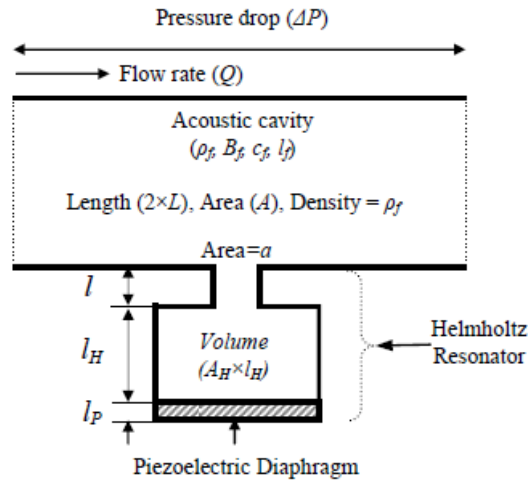 Pressure drop (ΔP)
Flow rate (Q)
Acoustic cavity
(ρf, Bf, cf, lf)
Length (2×L), Area (A), Density = ρf
Area=a
l
lH
Volume
(AH×lH)
Helmholtz
Resonator
lP
Piezoelectric Diaphragm